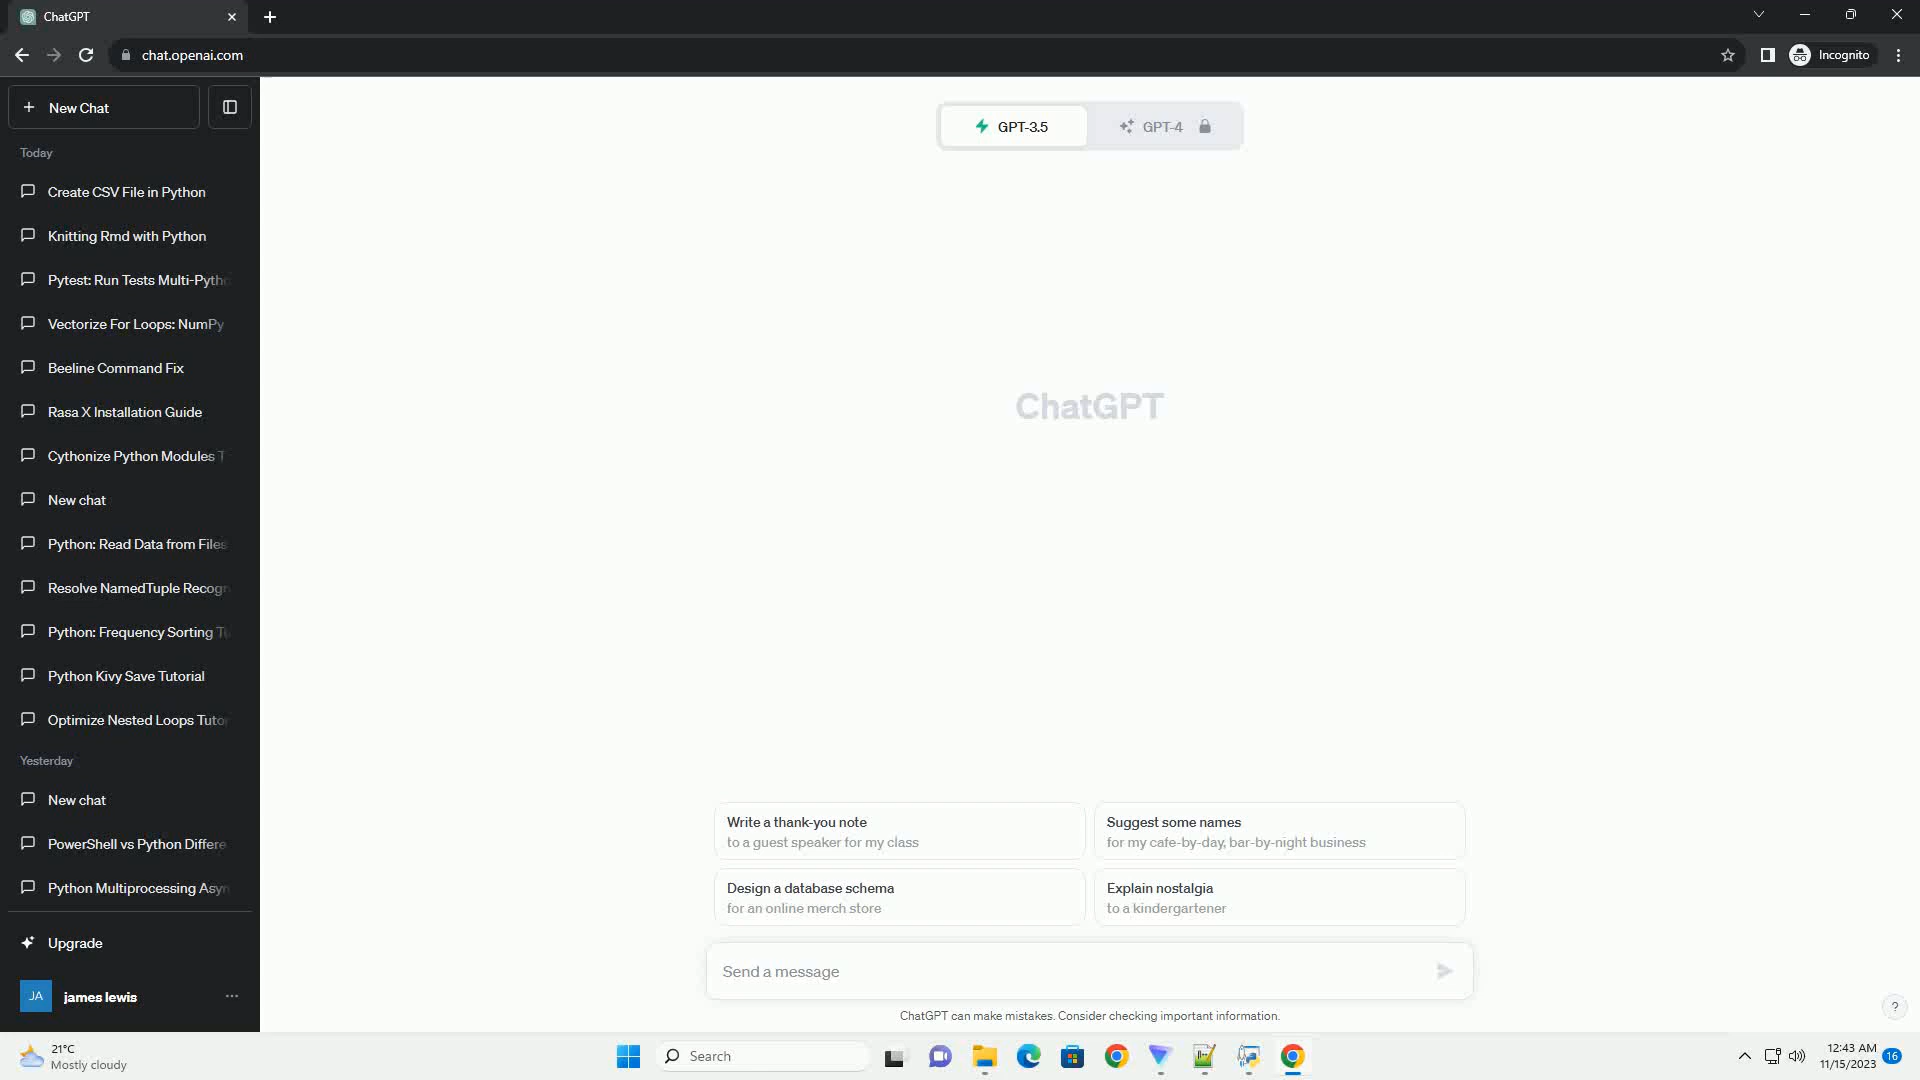 ChatGPT
chat.openai.com
Incognito
New Chat
GPT-3.5
GPT-4
Today
Create CSV File in Python
Knitting Rmd with Python
Pytest: Run Tests Multi-Pytho
Vectorize For Loops: NumPy
Beeline Command Fix
Rasa X Installation Guide
Cythonize Python Modules T
New chat
Python: Read Data from Files
Resolve NamedTuple Recogn
Python: Frequency Sorting Tu
Python Kivy Save Tutorial
Optimize Nested Loops Tutor
Yesterday
New chat
PowerShell vs Python Differe
Python Multiprocessing Asyn
Upgrade
JA
james lewis
ChatGPT
Write a thank-you note
to a guest speaker for my class
Suggest some names
for my cafe-by-day, bar-by-night business
Design a database schema
for an online merch store
Explain nostalgia
to a kindergartener
Send a message
ChatGPT can make mistakes. Consider checking important information.
?
21°C
Mostly cloudy
Search
12:43 AM
11/15/2023
16